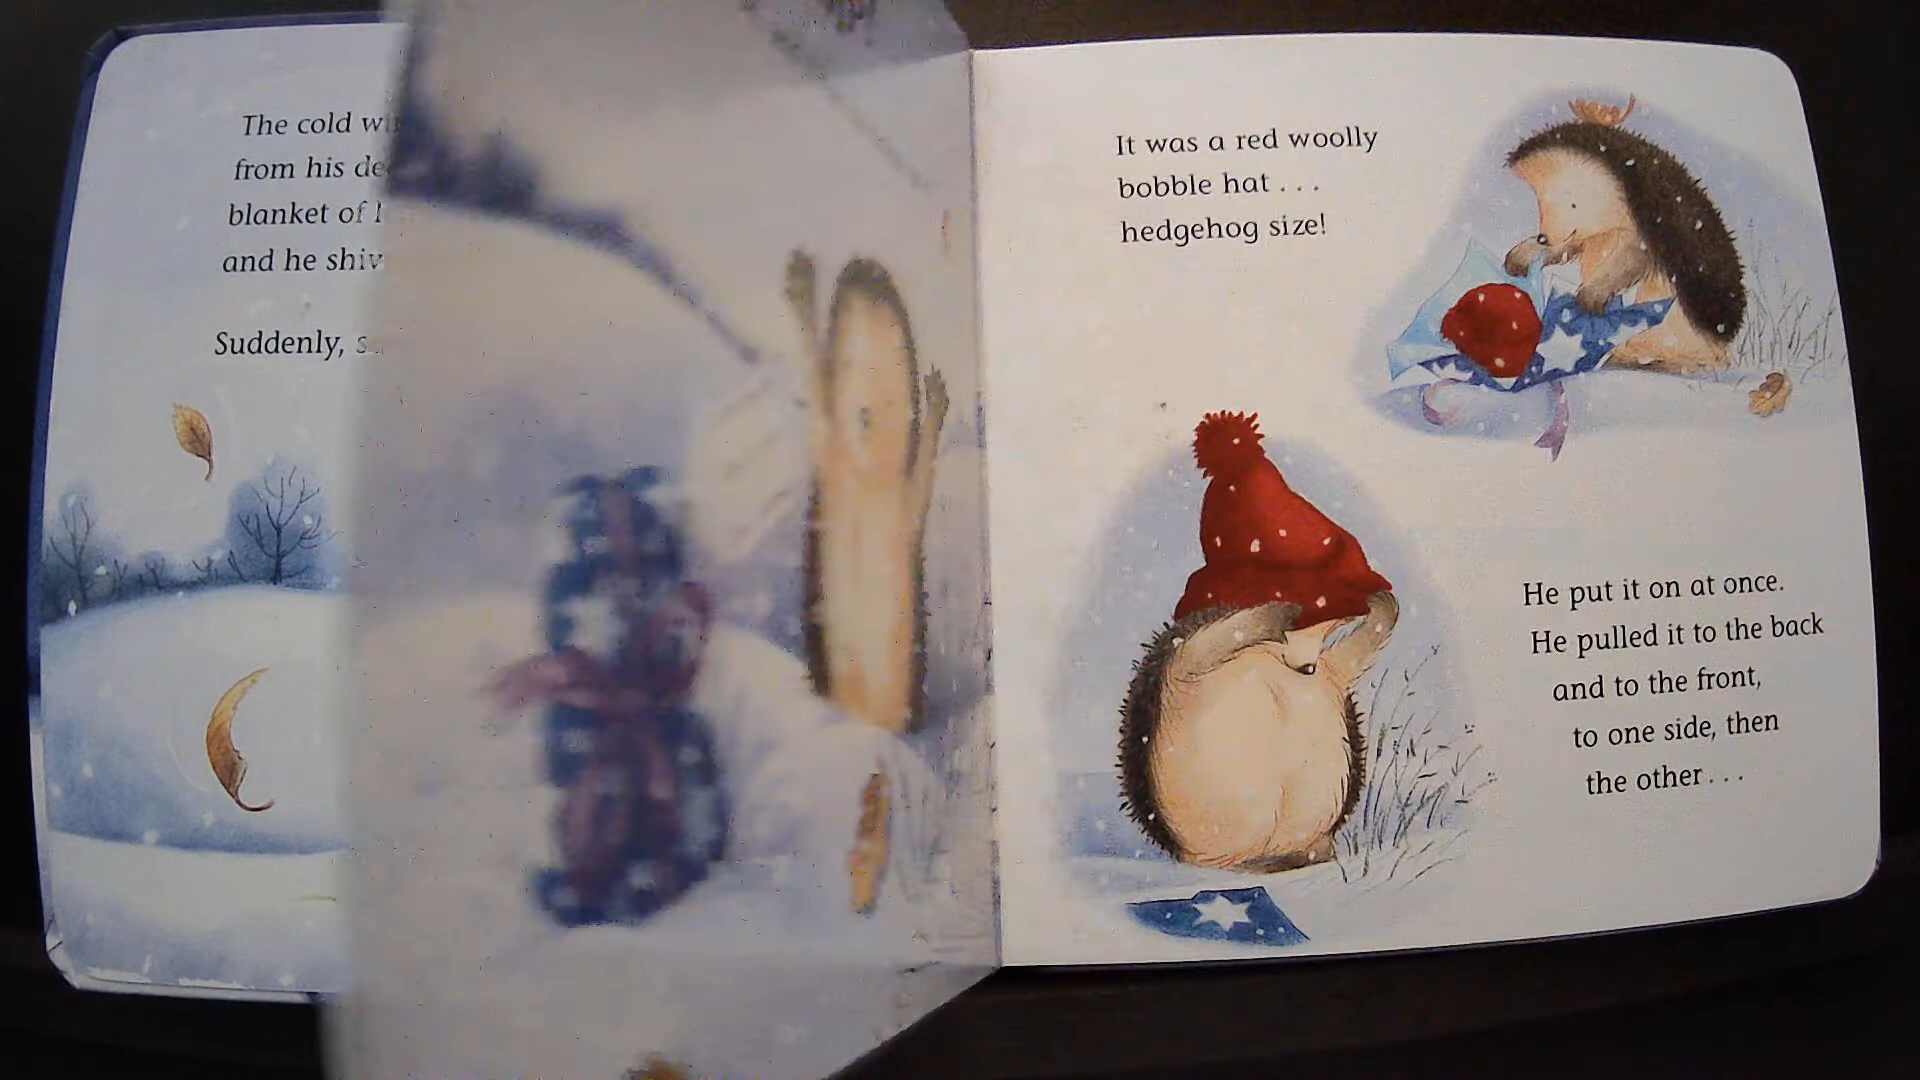 The cold
from his
blanket of
and he
Suddenly,
It was a red woolly
bobble hat . . .
hedgehog size!
He put it on at once.
He pulled it to the back
and to the front,
to one side, then
the other . . .